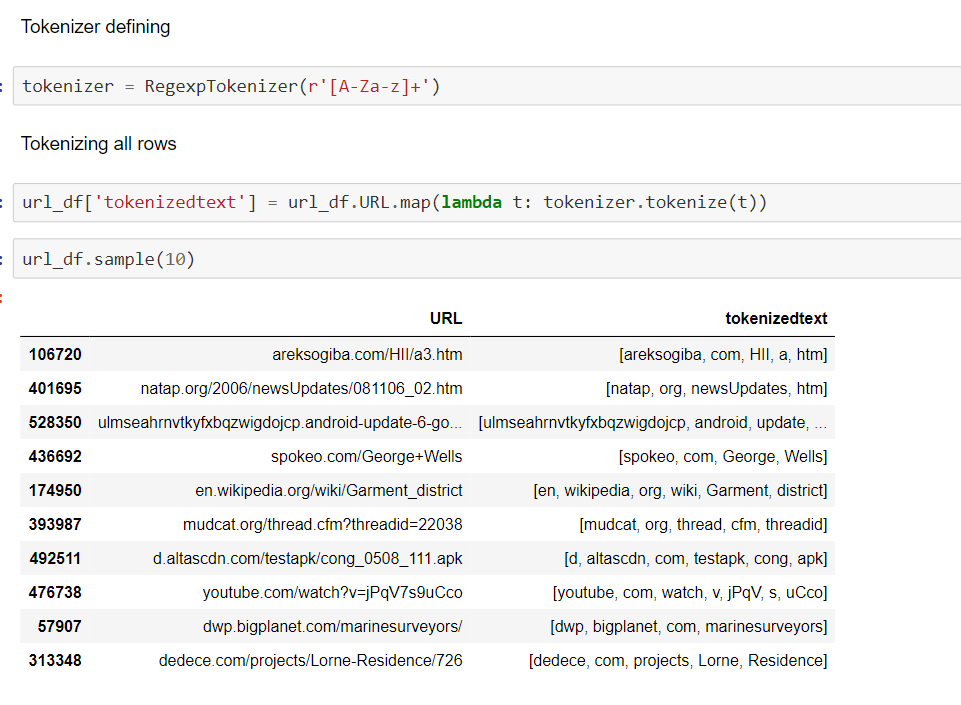 Tokenizer defining
: tokenizer = RegexpTokenizer(r'[A-Za-z]+')
Tokenizing all rows
: url_df['tokenizedtext'] = url_df.URL.map(lambda t: tokenizer.tokenize(t))
: url_df.sample(10)
:
URL tokenizedtext
106720 areksogiba.com/HII/a3.htm [areksogiba, com, HII, a, htm]
401695 natap.org/2006/newsUpdates/081106_02.htm [natap, org, newsUpdates, htm]
528350 ulmseahrnvtkyfxbqzwigdojcp.android-update-6-go... [ulmseahrnvtkyfxbqzwigdojcp, android, update, ...
436692 spokeo.com/George+Wells [spokeo, com, George, Wells]
174950 en.wikipedia.org/wiki/Garment_district [en, wikipedia, org, wiki, Garment, district]
393987 mudcat.org/thread.cfm?threadid=22038 [mudcat, org, thread, cfm, threadid]
492511 d.altascdn.com/testapk/cong_0508_111.apk [d, altascdn, com, testapk, cong, apk]
476738 youtube.com/watch?v=jPqV7s9uCco [youtube, com, watch, v, jPqV, s, uCco]
57907 dwp.bigplanet.com/marinesurveyors/ [dwp, bigplanet, com, marinesurveyors]
313348 dedece.com/projects/Lorne-Residence/726 [dedece, com, projects, Lorne, Residence]